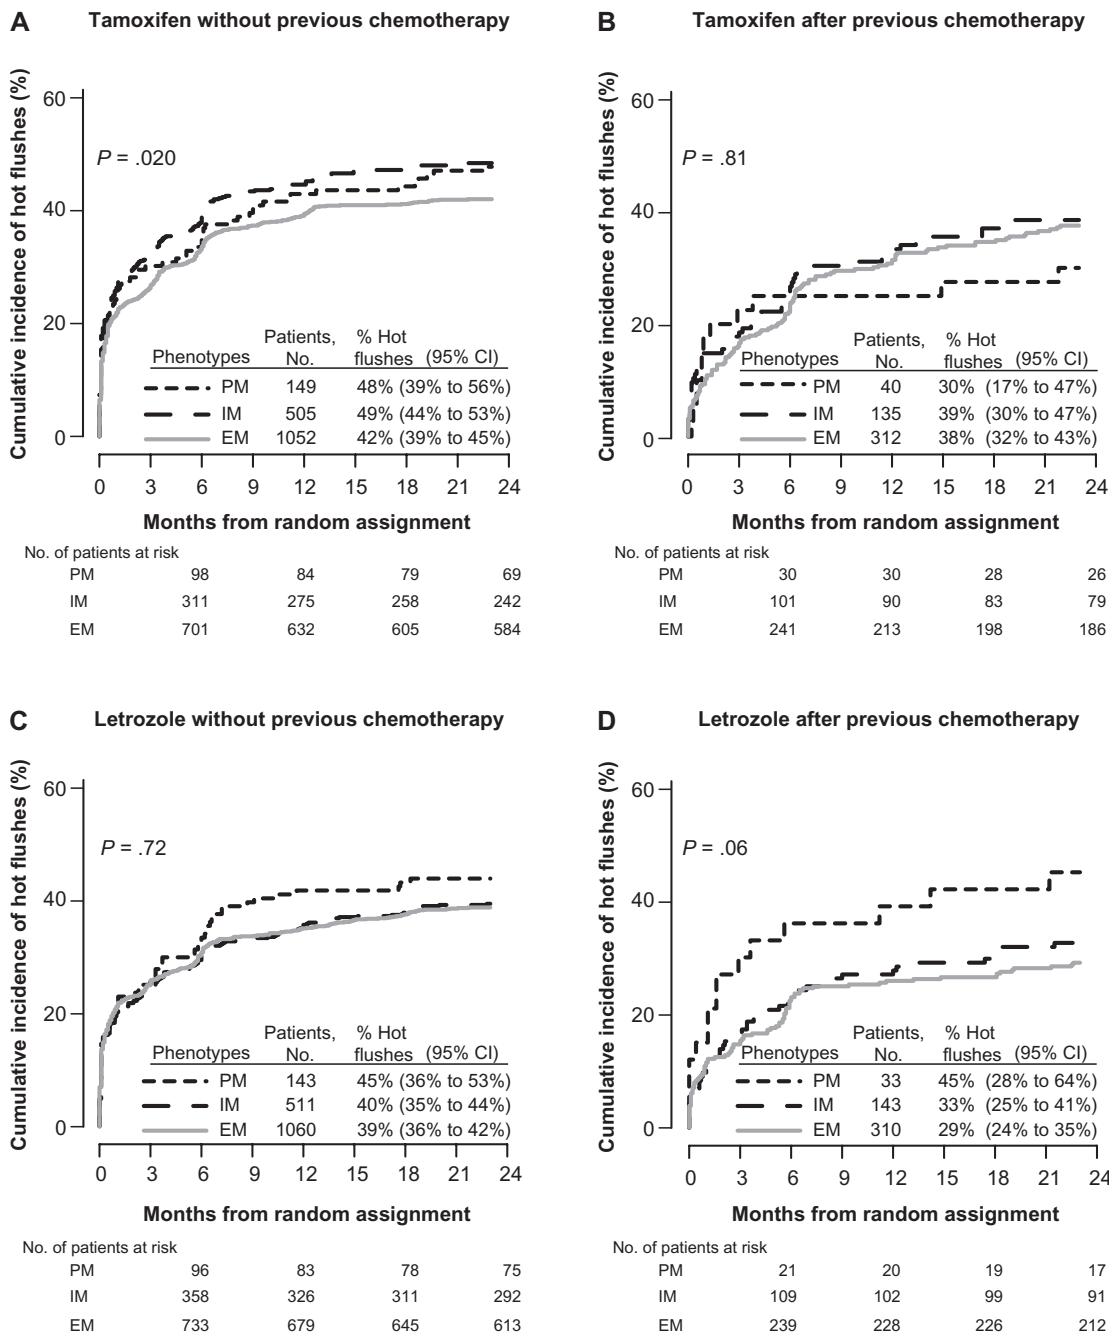 A Tamoxifen without previous chemotherapy
Cumulative incidence of hot flushes (%)
60
40
20
0
P = .020
Patients, % Hot
Phenotypes No. flushes (95% CI)
PM 149 48% (39% to 56%)
IM 505 49% (44% to 53%)
EM 1052 42% (39% to 45%)
0 3 6 9 12 15 18 21 24
Months from random assignment
No. of patients at risk
PM 98 84 79 69
IM 311 275 258 242
EM 701 632 605 584
B Tamoxifen after previous chemotherapy
Cumulative incidence of hot flushes (%)
60
40
20
0
P = .81
Patients, % Hot
Phenotypes No. flushes (95% CI)
PM 40 30% (17% to 47%)
IM 135 39% (30% to 47%)
EM 312 38% (32% to 43%)
0 3 6 9 12 15 18 21 24
Months from random assignment
No. of patients at risk
PM 30 30 28 26
IM 101 90 83 79
EM 241 213 198 186
C Letrozole without previous chemotherapy
Cumulative incidence of hot flushes (%)
60
40
20
0
P = .72
Patients, % Hot
Phenotypes No. flushes (95% CI)
PM 143 45% (36% to 53%)
IM 511 40% (35% to 44%)
EM 1060 39% (36% to 42%)
0 3 6 9 12 15 18 21 24
Months from random assignment
No. of patients at risk
PM 96 83 78 75
IM 358 326 311 292
EM 733 679 645 613
D Letrozole after previous chemotherapy
Cumulative incidence of hot flushes (%)
60
40
20
0
P = .06
Patients, % Hot
Phenotypes No. flushes (95% CI)
PM 33 45% (28% to 64%)
IM 143 33% (25% to 41%)
EM 310 29% (24% to 35%)
0 3 6 9 12 15 18 21 24
Months from random assignment
No. of patients at risk
PM 21 20 19 17
IM 109 102 99 91
EM 239 228 226 212